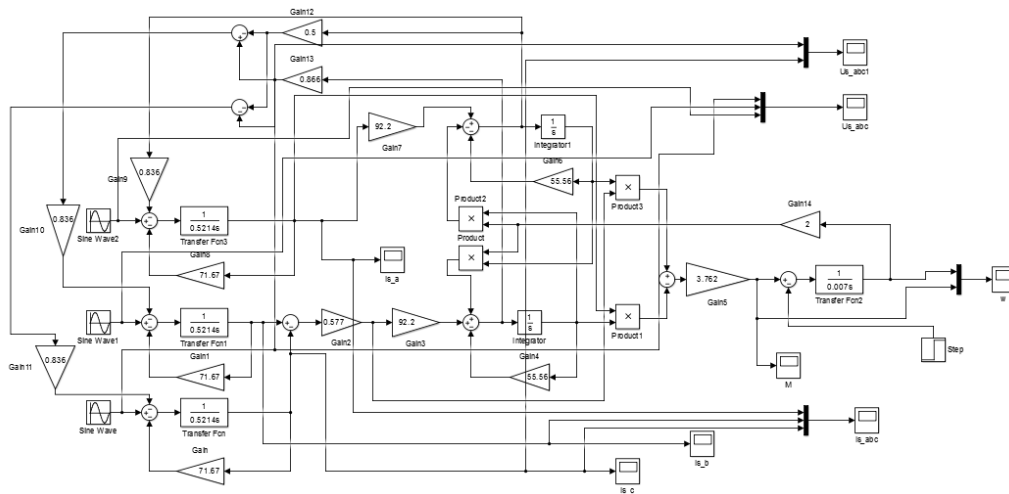 Gain12
0.5
Gain13
0.866
Us_abc1
Us_abc
92.2
Gain7
1
s
Integrator1
Gain6
55.56
Gain9
0.836
Product2
Product3
Gain14
2
0.836
Gain10
Sine Wave2
1
0.5214s
Transfer Fcn3
Product
Gain8
71.67
Is_a
3.762
Gain5
1
0.007s
Transfer Fcn2
w
Sine Wave1
1
0.5214s
Transfer Fcn1
0.577
Gain2
92.2
Gain3
1
s
Integrator
Product1
Gain1
71.67
Gain4
55.56
Step
M
0.836
Gain11
Sine Wave
1
0.5214s
Transfer Fcn
Is_abc
Gain
71.67
Is_b
Is_c